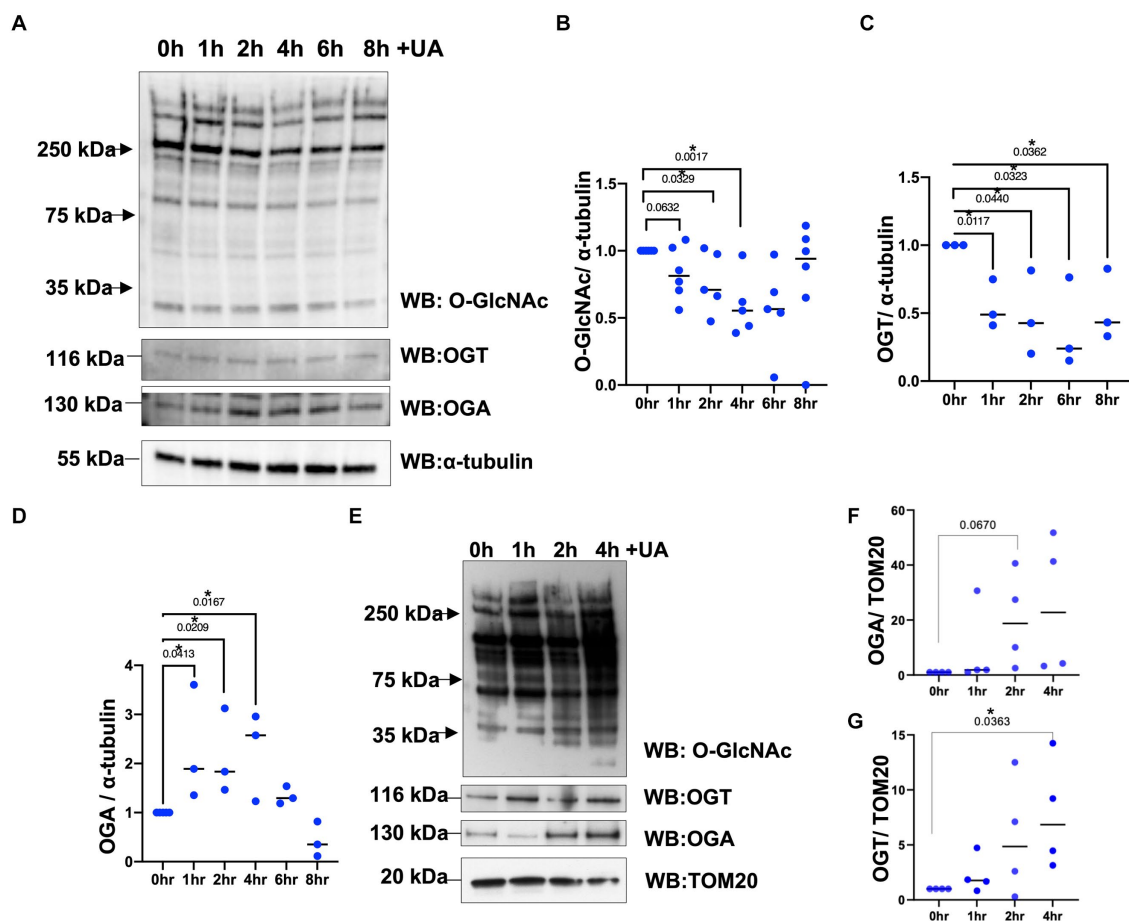 A
0h 1h 2h 4h 6h 8h +UA
250 kDa
75 kDa
35 kDa
WB: O-GlcNAc
116 kDa
WB:OGT
130 kDa
WB:OGA
55 kDa
WB:α-tubulin
B
*
0.0017
*
0.0329
0.0632
O-GlcNAc/ α-tubulin
1.5
1.0
0.5
0.0
0hr 1hr 2hr 4hr 6hr 8hr
C
*
0.0362
*
0.0323
*
0.0440
*
0.0117
OGT/ α-tubulin
1.5
1.0
0.5
0.0
0hr 1hr 2hr 6hr 8hr
D
*
0.0167
*
0.0209
*
0.0413
OGA / α-tubulin
4
3
2
1
0
0hr 1hr 2hr 4hr 6hr 8hr
E
0h 1h 2h 4h +UA
250 kDa
75 kDa
35 kDa
WB: O-GlcNAc
116 kDa
WB:OGT
130 kDa
WB:OGA
20 kDa
WB:TOM20
F
0.0670
OGA/ TOM20
60
40
20
0
0hr 1hr 2hr 4hr
G
*
0.0363
OGT/ TOM20
15
10
5
0
0hr 1hr 2hr 4hr